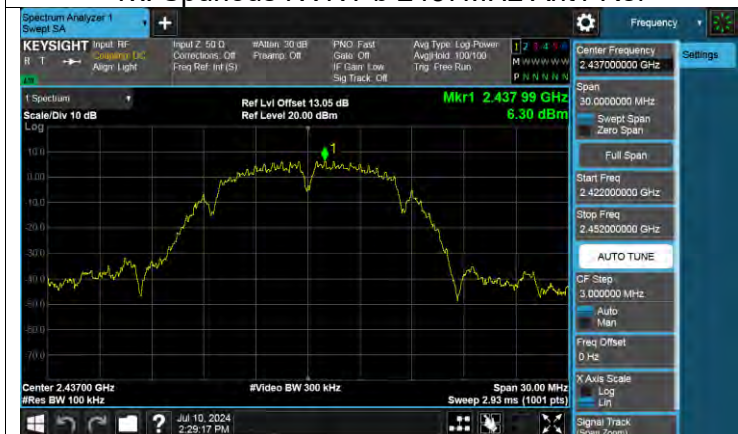 Spectrum Analyzer 1
Swept SA
+
Frequency
KEYSIGHT
R T
Input: RF
Coupling: DC
Align: Light
Input Z: 50 Ω
Corrections: Off
Freq Ref: Int (S)
#Atten: 30 dB
Preamp: Off
PNO: Fast
Gate: Off
IF Gain: Low
Sig Track: Off
Avg Type: Log-Power
Avg|Hold: 100/100
Trig: Free Run
1 2 3 4 5 6
M W W W W W
P N N N N N
Center Frequency
2.437000000 GHz
Settings
Span
30.0000000 MHz
Swept Span
Zero Span
Full Span
Start Freq
2.422000000 GHz
Stop Freq
2.452000000 GHz
AUTO TUNE
CF Step
3.000000 MHz
Auto
Man
Freq Offset
0 Hz
X Axis Scale
Log
Lin
Signal Track
(Span Zoom)
1 Spectrum
Scale/Div 10 dB
Log
Ref Lvl Offset 13.05 dB
Ref Level 20.00 dBm
Mkr1 2.437 99 GHz
6.30 dBm
1
10.0
0.00
-10.0
-20.0
-30.0
-40.0
-50.0
-60.0
-70.0
Center 2.43700 GHz
#Res BW 100 kHz
#Video BW 300 kHz
Span 30.00 MHz
Sweep 2.93 ms (1001 pts)
?
Jul 10, 2024
2:29:17 PM